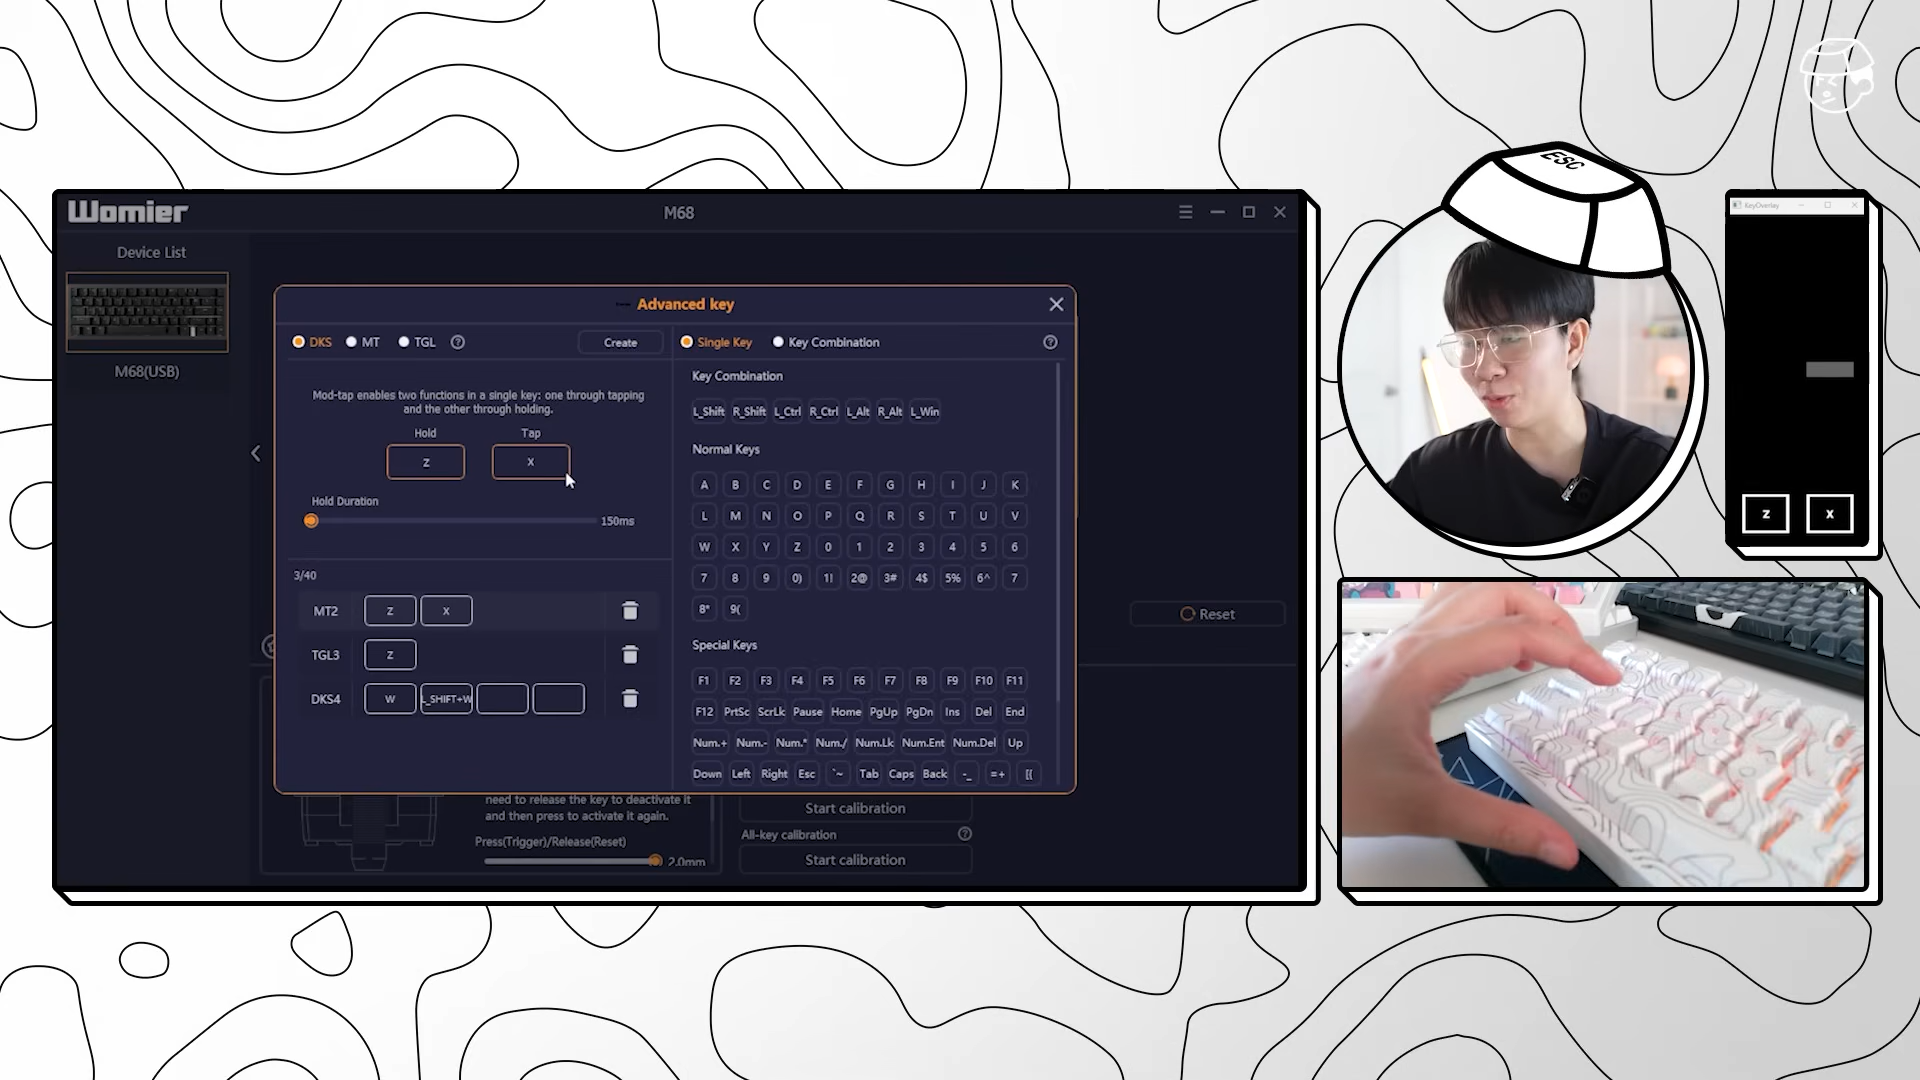 ESC
Womier
M68
Device List
M68(USB)
Advanced key
DKS MT TGL
Create
Single Key Key Combination
Mod-tap enables two functions in a single key: one through tapping
and the other through holding.
Hold Tap
Z X
Hold Duration
150ms
3/40
MT2 Z X
TGL3 Z
DKS4 W L_SHIFT+W
Key Combination
L_Shift R_Shift L_Ctrl R_Ctrl L_Alt R_Alt L_Win
Normal Keys
A B C D E F G H I J K
L M N O P Q R S T U V
W X Y Z 0 1 2 3 4 5 6
7 8 9 0) 1! 2@ 3# 4$ 5% 6^ 7
8* 9(
Special Keys
F1 F2 F3 F4 F5 F6 F7 F8 F9 F10 F11
F12 PrtSc ScrLk Pause Home PgUp PgDn Ins Del End
Num.+ Num.- Num.* Num./ Num.Lk Num.Ent Num.Del Up
Down Left Right Esc `~ Tab Caps Back -_ =+ [{
Reset
need to release the key to deactivate it
and then press to activate it again.
Press(Trigger)/Release(Reset)
2.0mm
Start calibration
All-key calibration
Start calibration
KeyOverlay
Z X